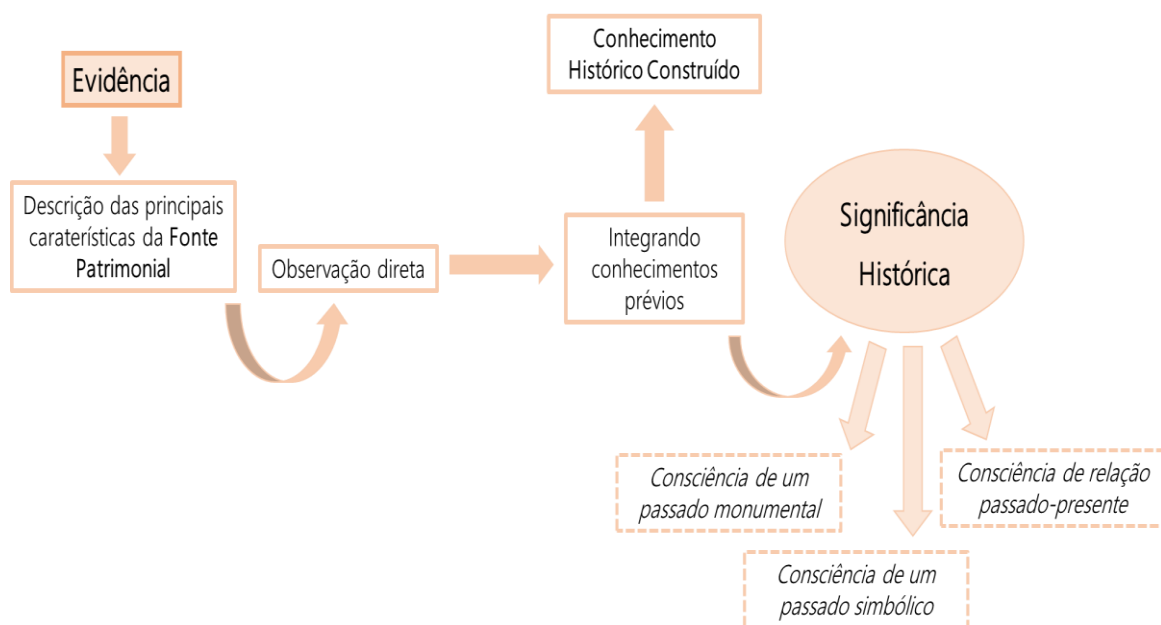 Evidência
Descrição das principais
caraterísticas da Fonte
Patrimonial
Observação direta
Integrando
conhecimentos
prévios
Conhecimento
Histórico Construído
Significância
Histórica
Consciência de um
passado monumental
Consciência de um
passado simbólico
Consciência de relação
passado-presente